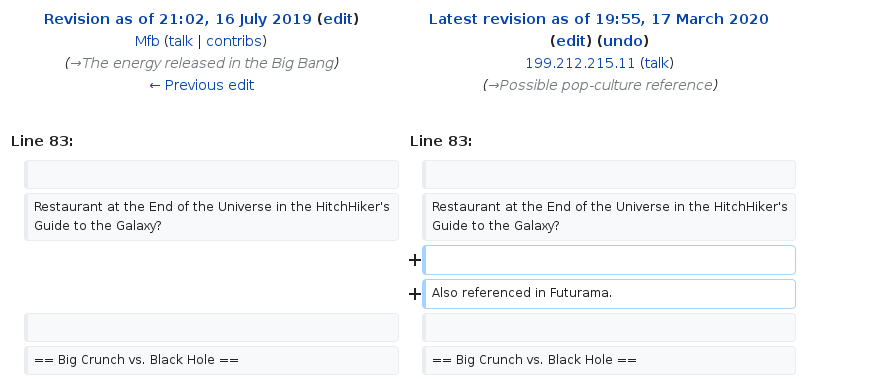 Revision as of 21:02, 16 July 2019 (edit)
Mfb (talk | contribs)
(→The energy released in the Big Bang)
← Previous edit
Latest revision as of 19:55, 17 March 2020
(edit) (undo)
199.212.215.11 (talk)
(→Possible pop-culture reference)
Line 83:
Line 83:
Restaurant at the End of the Universe in the HitchHiker's
Guide to the Galaxy?
Restaurant at the End of the Universe in the HitchHiker's
Guide to the Galaxy?
+
+ Also referenced in Futurama.
== Big Crunch vs. Black Hole ==
== Big Crunch vs. Black Hole ==